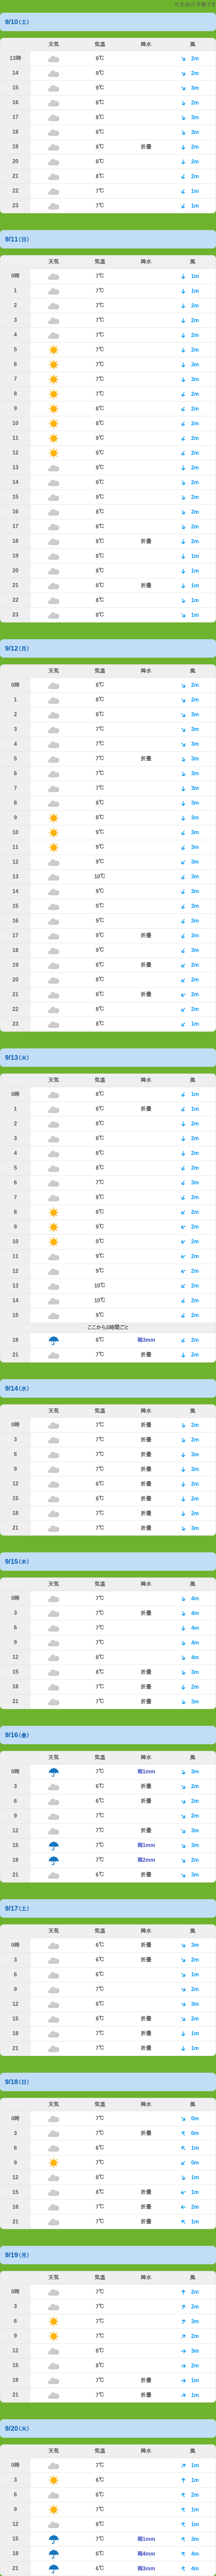 ※北岳の予報です
9/10(土)
天気 気温 降水 風
13時 9℃ 2m
14 9℃ 2m
15 9℃ 3m
16 8℃ 2m
17 8℃ 3m
18 8℃ 3m
19 8℃ 折畳 2m
20 8℃ 2m
21 8℃ 2m
22 7℃ 1m
23 7℃ 1m
9/11(日)
天気 気温 降水 風
0時 7℃ 1m
1 7℃ 1m
2 7℃ 2m
3 7℃ 2m
4 7℃ 2m
5 7℃ 2m
6 7℃ 3m
7 7℃ 3m
8 7℃ 2m
9 8℃ 2m
10 8℃ 2m
11 9℃ 2m
12 9℃ 2m
13 9℃ 2m
14 9℃ 2m
15 9℃ 2m
16 8℃ 2m
17 8℃ 2m
18 8℃ 折畳 2m
19 8℃ 1m
20 8℃ 1m
21 8℃ 折畳 1m
22 8℃ 1m
23 8℃ 1m
9/12(月)
天気 気温 降水 風
0時 8℃ 2m
1 8℃ 2m
2 8℃ 3m
3 7℃ 3m
4 7℃ 3m
5 7℃ 折畳 3m
6 7℃ 3m
7 7℃ 3m
8 8℃ 3m
9 8℃ 3m
10 9℃ 3m
11 9℃ 3m
12 9℃ 3m
13 10℃ 3m
14 9℃ 3m
15 9℃ 3m
16 9℃ 3m
17 9℃ 折畳 3m
18 9℃ 3m
19 8℃ 折畳 2m
20 8℃ 2m
21 8℃ 折畳 2m
22 8℃ 2m
23 8℃ 1m
9/13(火)
天気 気温 降水 風
0時 8℃ 1m
1 8℃ 折畳 1m
2 8℃ 2m
3 8℃ 2m
4 8℃ 2m
5 8℃ 2m
6 7℃ 3m
7 8℃ 2m
8 8℃ 2m
9 9℃ 2m
10 9℃ 2m
11 9℃ 2m
12 9℃ 2m
13 10℃ 2m
14 10℃ 2m
15 9℃ 2m
ここから3時間ごと
18 8℃ 雨3mm 2m
21 7℃ 折畳 2m
9/14(水)
天気 気温 降水 風
0時 7℃ 折畳 2m
3 7℃ 折畳 2m
6 7℃ 折畳 3m
9 7℃ 折畳 3m
12 8℃ 折畳 2m
15 8℃ 折畳 2m
18 7℃ 折畳 2m
21 7℃ 折畳 3m
9/15(木)
天気 気温 降水 風
0時 7℃ 4m
3 7℃ 折畳 4m
6 7℃ 4m
9 7℃ 4m
12 8℃ 4m
15 8℃ 折畳 3m
18 7℃ 折畳 2m
21 7℃ 折畳 3m
9/16(金)
天気 気温 降水 風
0時 7℃ 雨1mm 3m
3 6℃ 折畳 2m
6 6℃ 折畳 2m
9 7℃ 2m
12 7℃ 折畳 3m
15 7℃ 雨1mm 3m
18 7℃ 雨2mm 2m
21 6℃ 折畳 3m
9/17(土)
天気 気温 降水 風
0時 6℃ 折畳 3m
3 6℃ 折畳 2m
6 6℃ 1m
9 7℃ 2m
12 8℃ 3m
15 8℃ 折畳 2m
18 7℃ 折畳 1m
21 7℃ 折畳 1m
9/18(日)
天気 気温 降水 風
0時 7℃ 0m
3 7℃ 折畳 0m
6 6℃ 1m
9 7℃ 0m
12 8℃ 1m
15 8℃ 折畳 1m
18 7℃ 折畳 2m
21 7℃ 折畳 1m
9/19(月)
天気 気温 降水 風
0時 7℃ 2m
3 7℃ 2m
6 7℃ 3m
9 7℃ 2m
12 8℃ 3m
15 8℃ 2m
18 7℃ 折畳 1m
21 7℃ 折畳 1m
9/20(火)
天気 気温 降水 風
0時 7℃ 1m
3 6℃ 1m
6 6℃ 2m
9 7℃ 1m
12 8℃ 1m
15 7℃ 雨1mm 3m
18 6℃ 雨4mm 4m
21 6℃ 雨3mm 4m